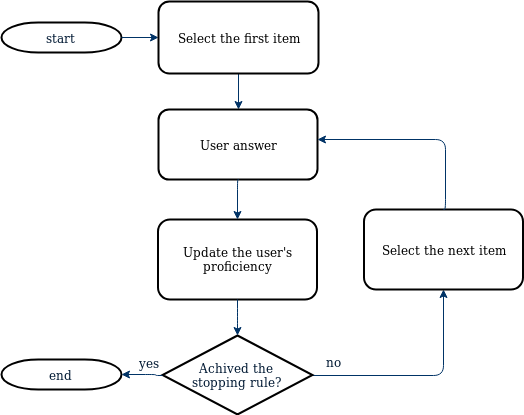 start
Select the first item
User answer
Update the user's
proficiency
Select the next item
Achived the
stopping rule?
yes
no
end